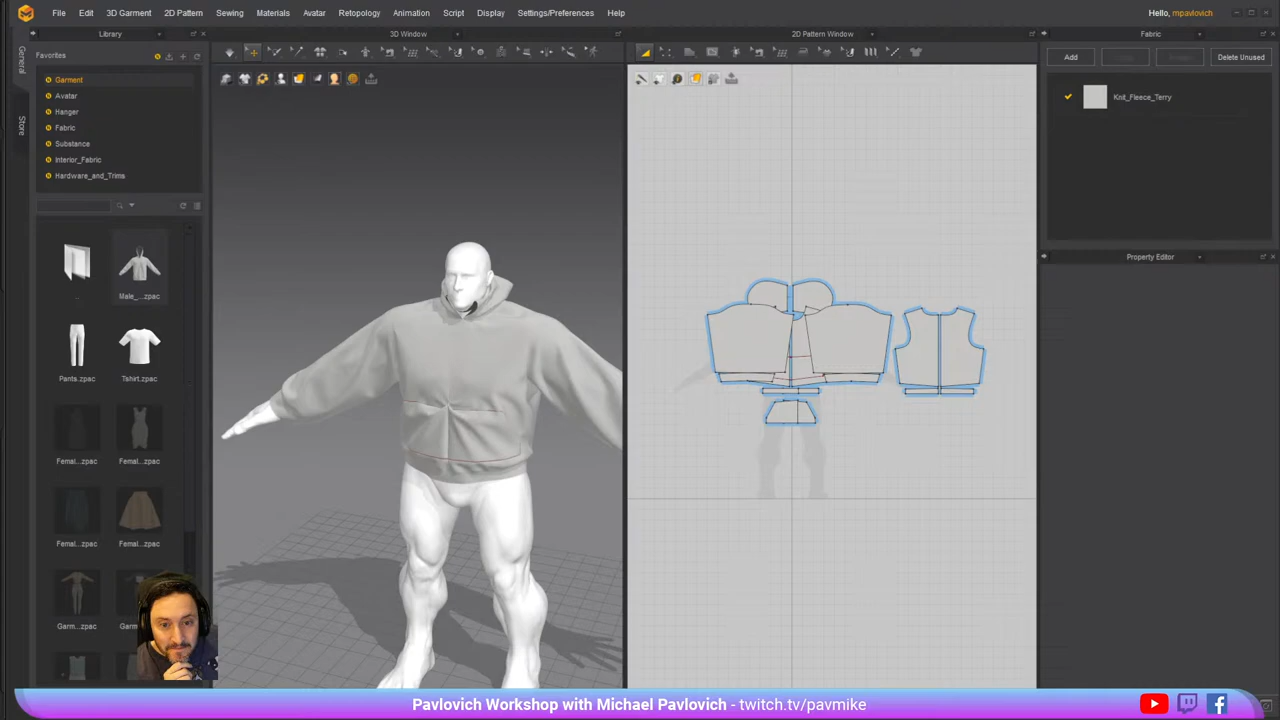 File Edit 3D Garment 2D Pattern Sewing Materials Avatar Retopology Animation Script Display Settings/Preferences Help
Hello, mpavlovich
Library
3D Window
2D Pattern Window
Fabric
General
Store
Favorites
Garment
Avatar
Hanger
Fabric
Substance
Interior_Fabric
Hardware_and_Trims
..
Male_...zpac
Pants.zpac
Tshirt.zpac
Femal...zpac
Femal...zpac
Femal...zpac
Femal...zpac
Garm...zpac
Add
Delete Unused
Knit_Fleece_Terry
Property Editor
Pavlovich Workshop with Michael Pavlovich - twitch.tv/pavmike